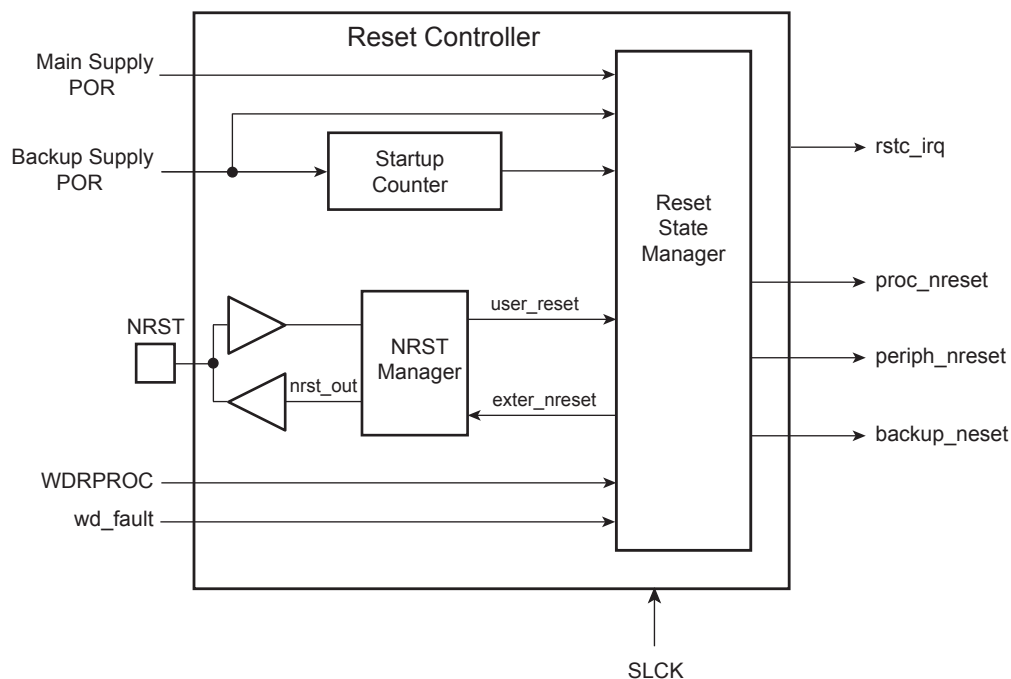 Reset Controller
Main Supply
POR
Backup Supply
POR
Startup
Counter
Reset
State
Manager
rstc_irq
proc_nreset
periph_nreset
backup_neset
NRST
user_reset
NRST
Manager
nrst_out
exter_nreset
WDRPROC
wd_fault
SLCK